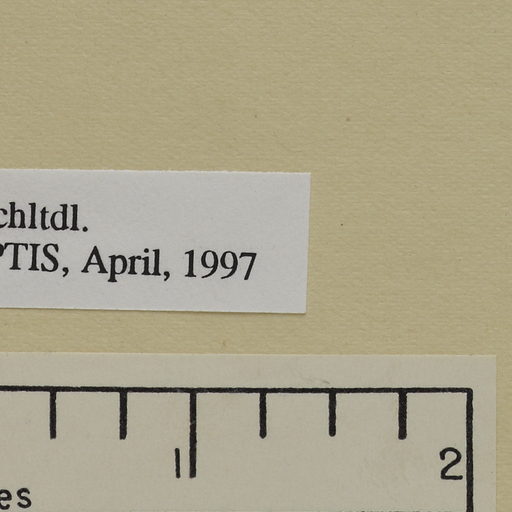 chltdl.
PTIS, April, 1997
1 2
es